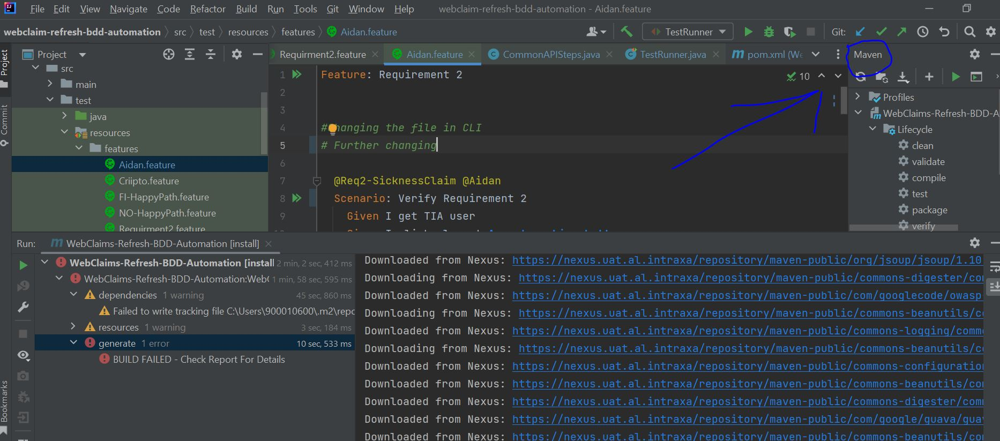 File Edit View Navigate Code Refactor Build Run Tools Git Window Help webclaim-refresh-bdd-automation - Aidan.feature
webclaim-refresh-bdd-automation src test resources features Aidan.feature TestRunner Git:
Project
Requirment2.feature Aidan.feature CommonAPISteps.java TestRunner.java pom.xml (We
Maven
Project
Commit
Bookmarks
src
main
test
java
resources
features
Aidan.feature
Criipto.feature
FI-HappyPath.feature
NO-HappyPath.feature
Requirment2.feature
1 Feature: Requirement 2
10
2
3
4 #Changing the file in CLI
5 # Further changing
6
7 @Req2-SicknessClaim @Aidan
8 Scenario: Verify Requirement 2
9 Given I get TIA user
Profiles
WebClaims-Refresh-BDD-A
Lifecycle
clean
validate
compile
test
package
verify
Run: WebClaims-Refresh-BDD-Automation [install]
WebClaims-Refresh-BDD-Automation [install 2 min, 2 sec, 412 ms
WebClaims-Refresh-BDD-Automation:WebC 1 min, 58 sec, 595 ms
dependencies 1 warning 45 sec, 860 ms
Failed to write tracking file C:\Users\900010600\.m2\repo
resources 1 warning 3 sec, 184 ms
generate 1 error 10 sec, 533 ms
BUILD FAILED - Check Report For Details
Downloaded from Nexus: https://nexus.uat.al.intraxa/repository/maven-public/org/jsoup/jsoup/1.10
Downloading from Nexus: https://nexus.uat.al.intraxa/repository/maven-public/commons-digester/co
Downloaded from Nexus: https://nexus.uat.al.intraxa/repository/maven-public/com/googlecode/owasp
Downloading from Nexus: https://nexus.uat.al.intraxa/repository/maven-public/commons-beanutils/c
Downloaded from Nexus: https://nexus.uat.al.intraxa/repository/maven-public/commons-logging/comm
Downloading from Nexus: https://nexus.uat.al.intraxa/repository/maven-public/commons-beanutils/c
Downloaded from Nexus: https://nexus.uat.al.intraxa/repository/maven-public/commons-configuration
Downloaded from Nexus: https://nexus.uat.al.intraxa/repository/maven-public/commons-beanutils/co
Downloaded from Nexus: https://nexus.uat.al.intraxa/repository/maven-public/commons-digester/com
Downloaded from Nexus: https://nexus.uat.al.intraxa/repository/maven-public/com/google/guava/gua
Downloaded from Nexus: https://nexus.uat.al.intraxa/repository/maven-public/commons-beanutils/co